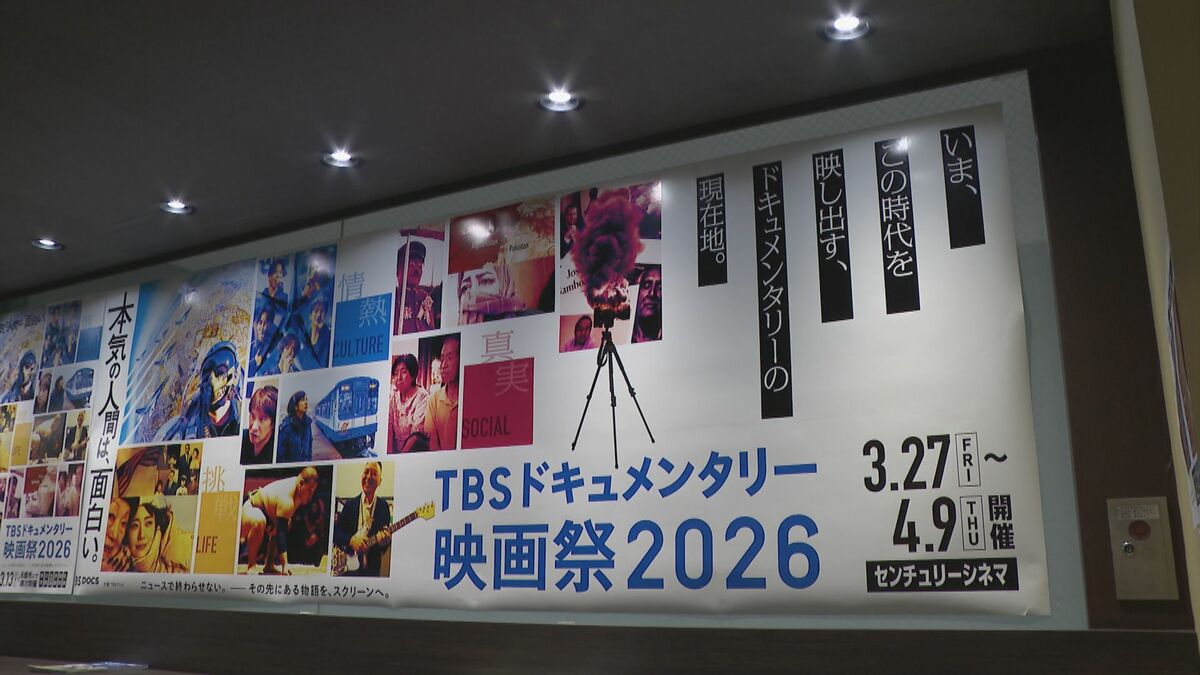 いま、
この時代を
映し出す、
ドキュメンタリーの
現在地。
本気の人間は、面白い。
情熱
CULTURE
真実
SOCIAL
挑戦
LIFE
Pakistan
TBSドキュメンタリー
映画祭2026
3.27 FRI ~
4.9 THU 開催
センチュリーシネマ
ニュースで終わらせない。── その先にある物語を、スクリーンへ。
TBSドキュメンタリー
映画祭2026
3.13
DOCS